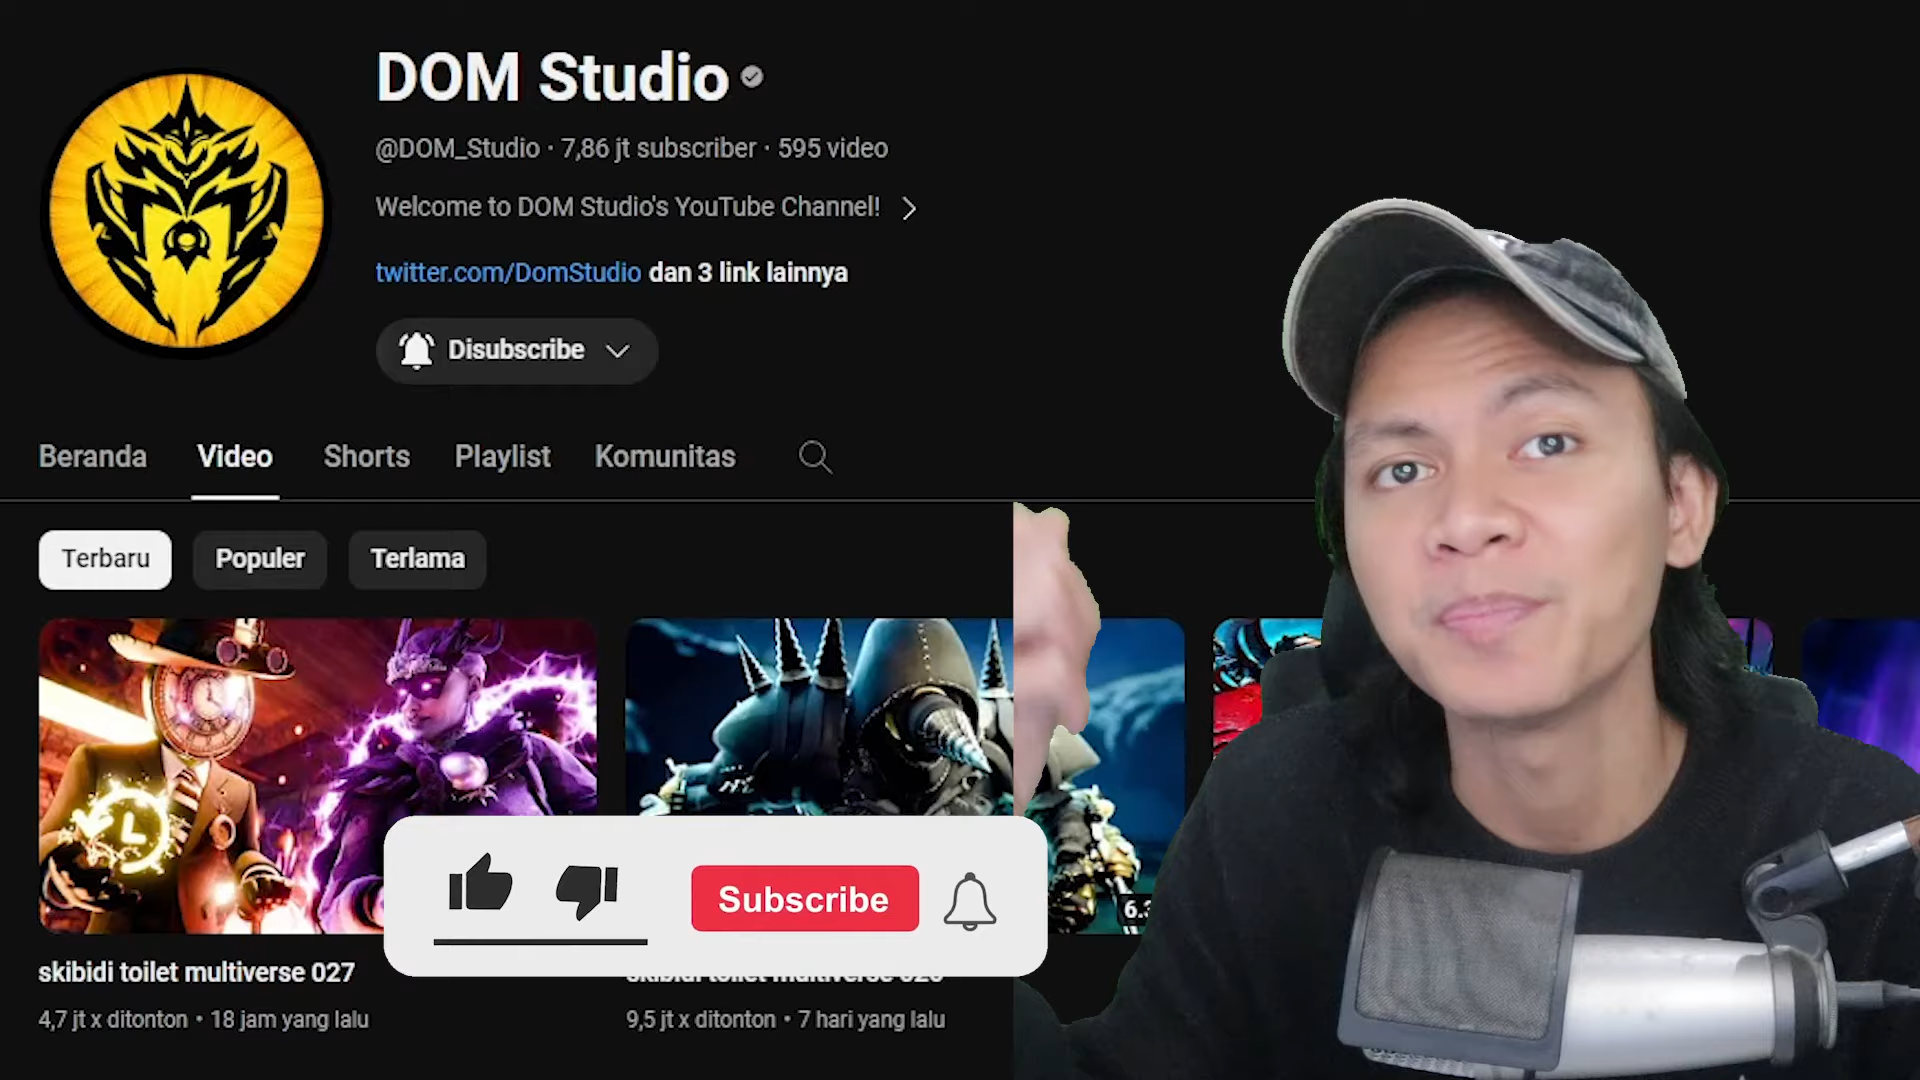 DOM Studio
@DOM_Studio · 7,86 jt subscriber · 595 video
Welcome to DOM Studio's YouTube Channel!
twitter.com/DomStudio dan 3 link lainnya
Disubscribe
Beranda Video Shorts Playlist Komunitas
Terbaru Populer Terlama
Subscribe
skibidi toilet multiverse 027
4,7 jt x ditonton • 18 jam yang lalu
9,5 jt x ditonton • 7 hari yang lalu